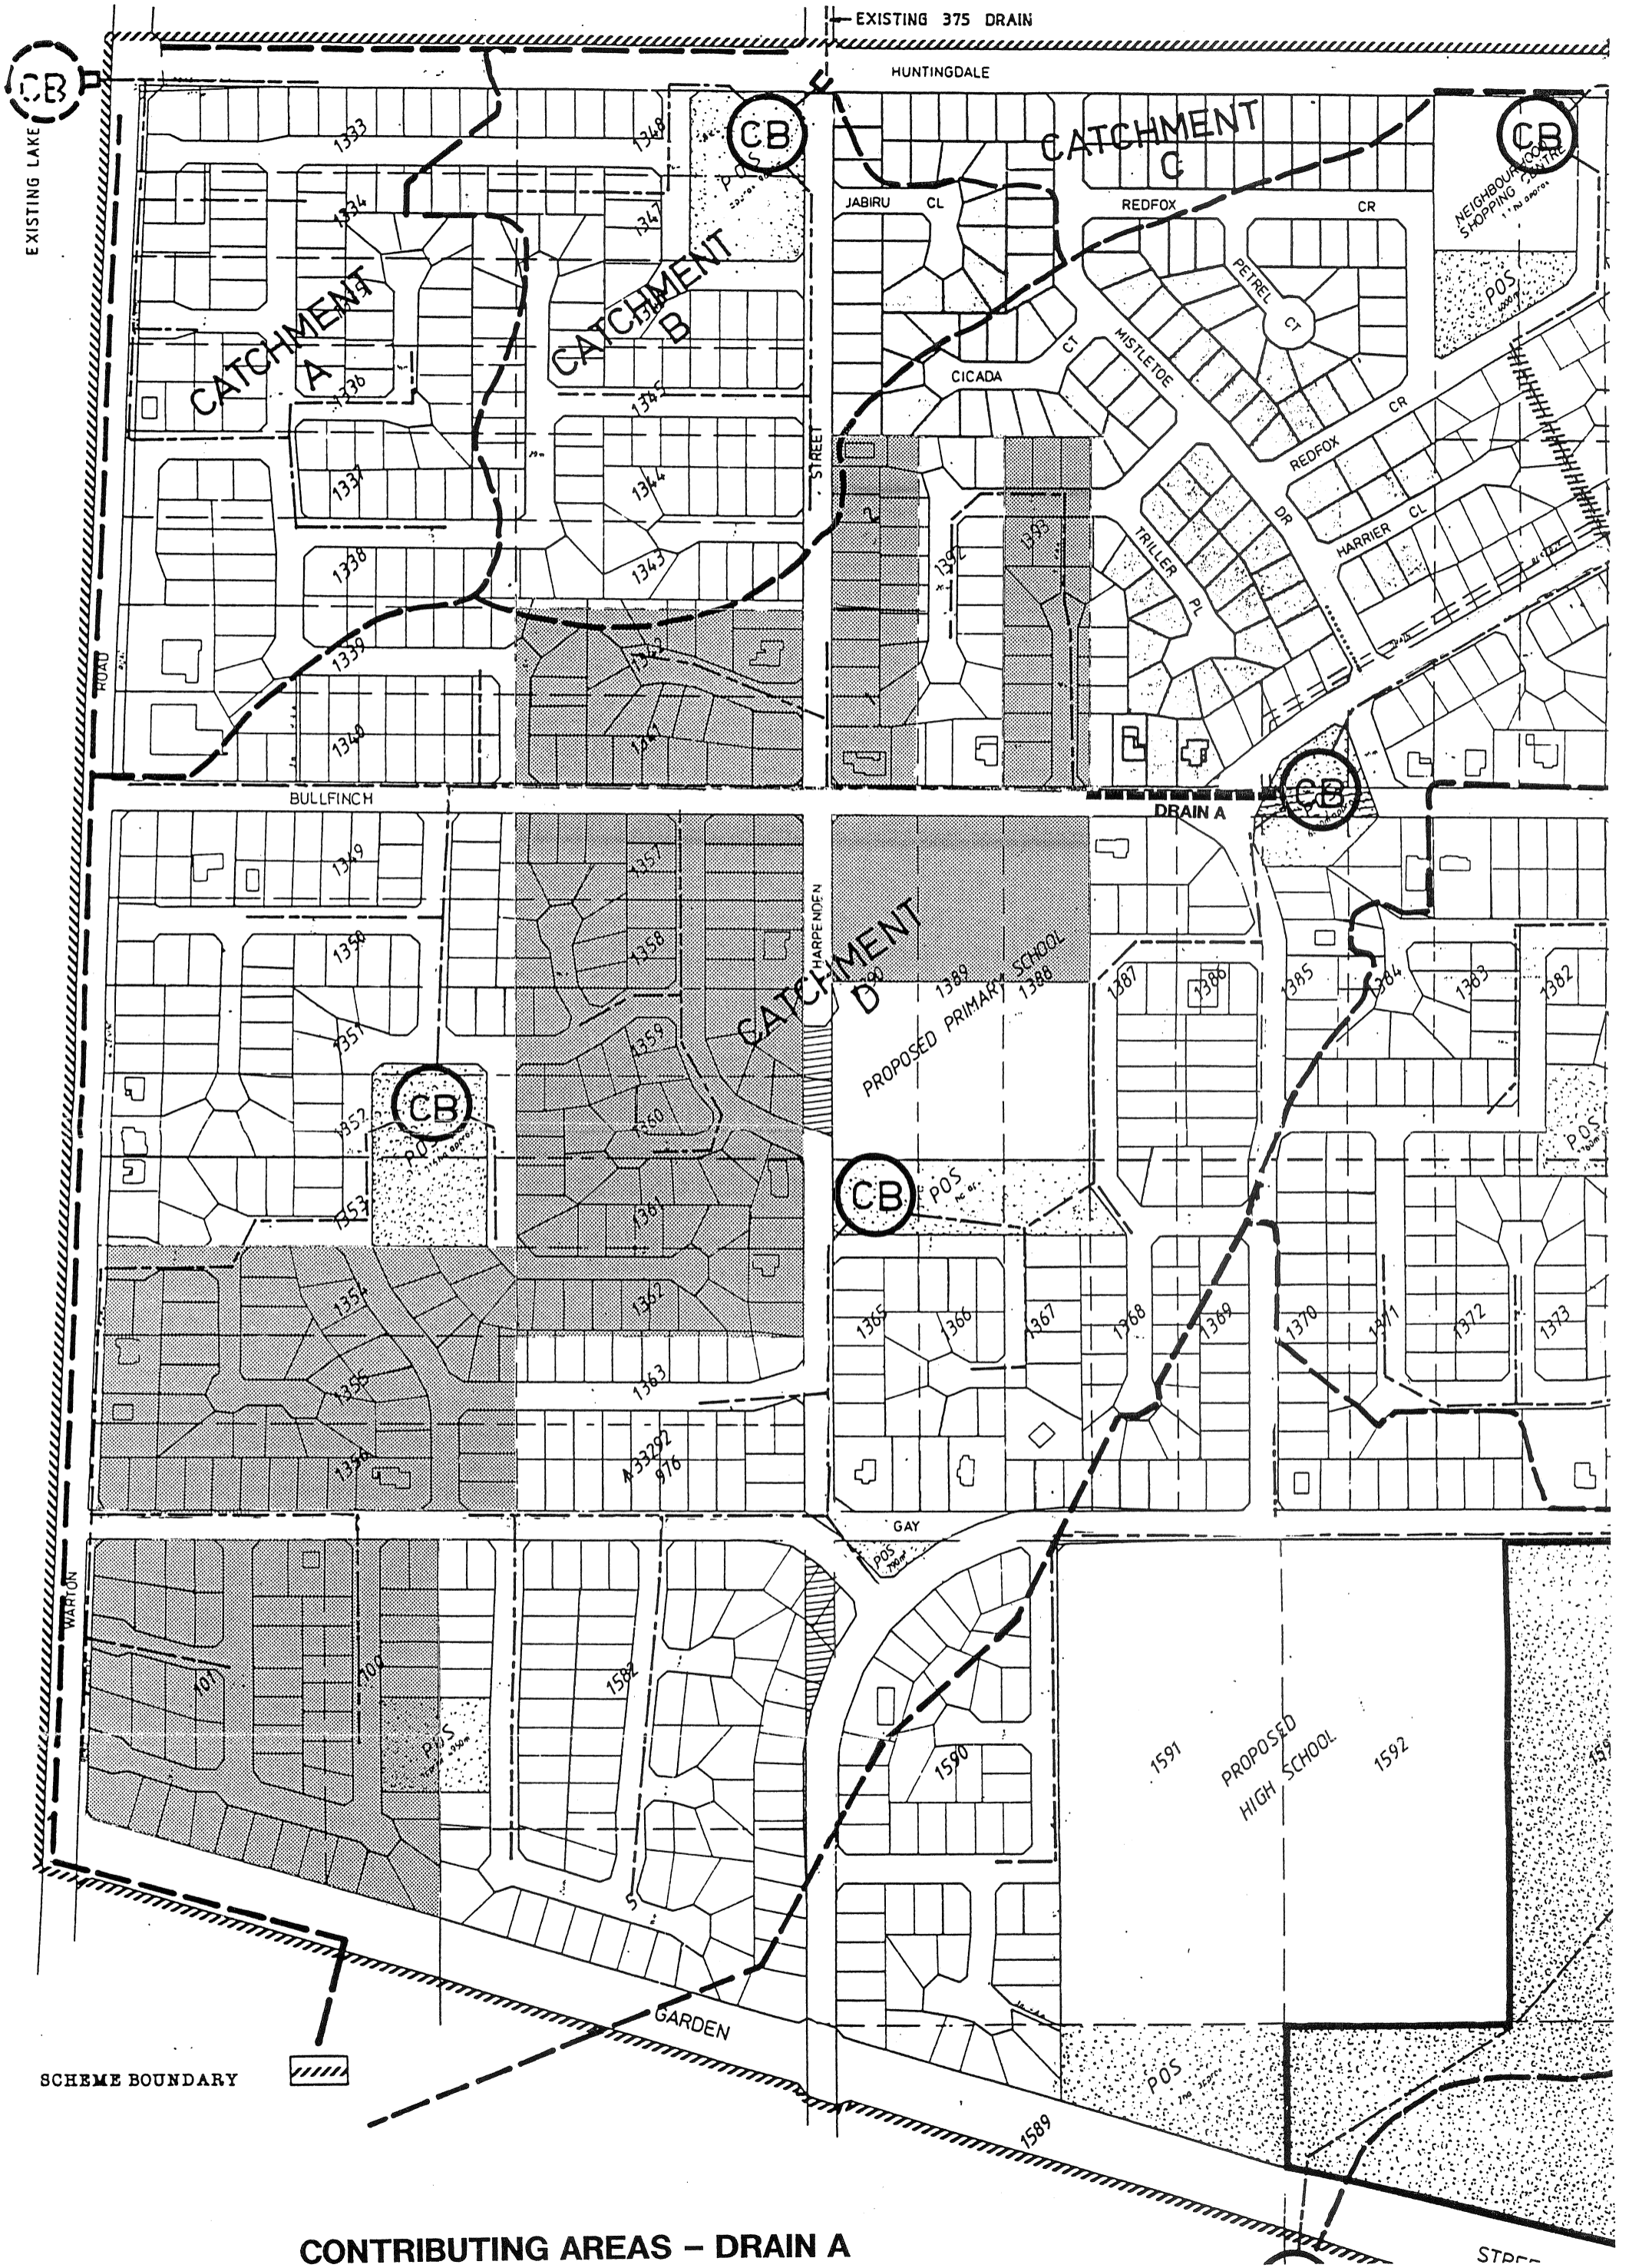 EXISTING 375 DRAIN
HUNTINGDALE
CB
EXISTING LAKE
CB
POS
CB
NEIGHBOURHOOD
SHOPPING CENTRE
CATCHMENT
C
1333
1348
1334
1347
JABIRU CL
REDFOX CR
CATCHMENT
A
CATCHMENT
B
PETREL
CT
POS
1336
1345
CICADA
CT
MISTLETOE
DR
REDFOX CR
STREET
1337
1344
2
1392
1393
TRILLER PL
HARRIER CL
1338
1343
ROAD
1339
1342
1
1340
1341
BULLFINCH
DRAIN A
CB
1349
1357
HARPENDEN
1350
1358
CATCHMENT
D
1389
1388
PROPOSED PRIMARY SCHOOL
1387
1386
1385
1384
1383
1382
1351
1359
1352
CB
POS
1360
POS
1353
1361
CB
POS
1354
1362
1365
1366
1367
1368
1369
1370
1371
1372
1373
1355
1363
1356
A 33292
976
GAY
POS
WARTON
101
100
1582
POS
1590
1591
PROPOSED
HIGH SCHOOL
1592
5
GARDEN
SCHEME BOUNDARY
POS
1589
CONTRIBUTING AREAS – DRAIN A